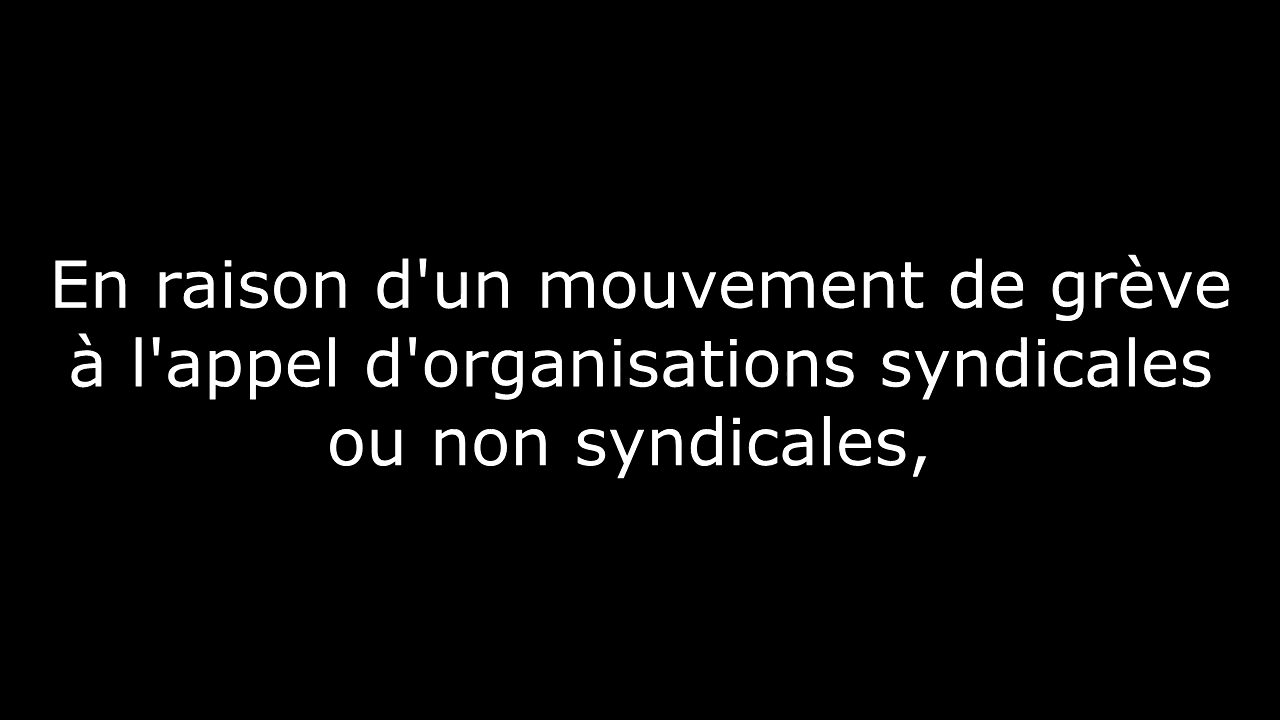 En raison d'un mouvement de grève
à l'appel d'organisations syndicales
ou non syndicales,